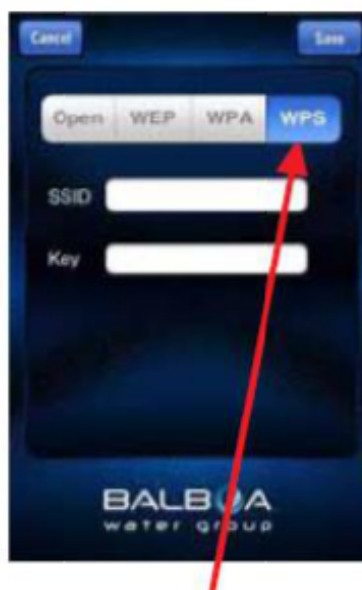 Cancel Save
Open WEP WPA WPS
SSID
Key
BALBOA
water group